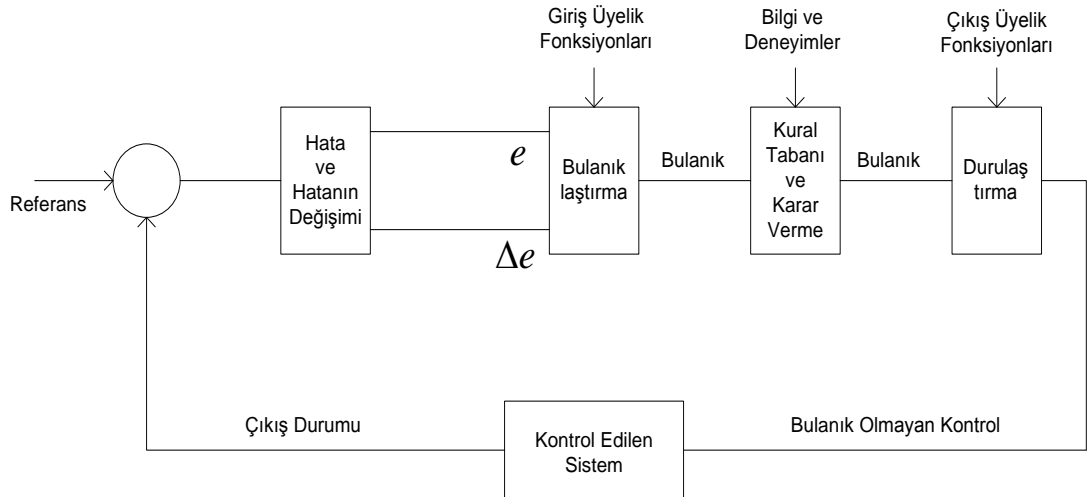 Giriş Üyelik
Fonksiyonları
Bilgi ve
Deneyimler
Çıkış Üyelik
Fonksiyonları
Referans
Hata
ve
Hatanın
Değişimi
e
Δe
Bulanık
laştırma
Bulanık
Kural
Tabanı
ve
Karar
Verme
Bulanık
Durulaş
tırma
Çıkış Durumu
Kontrol Edilen
Sistem
Bulanık Olmayan Kontrol